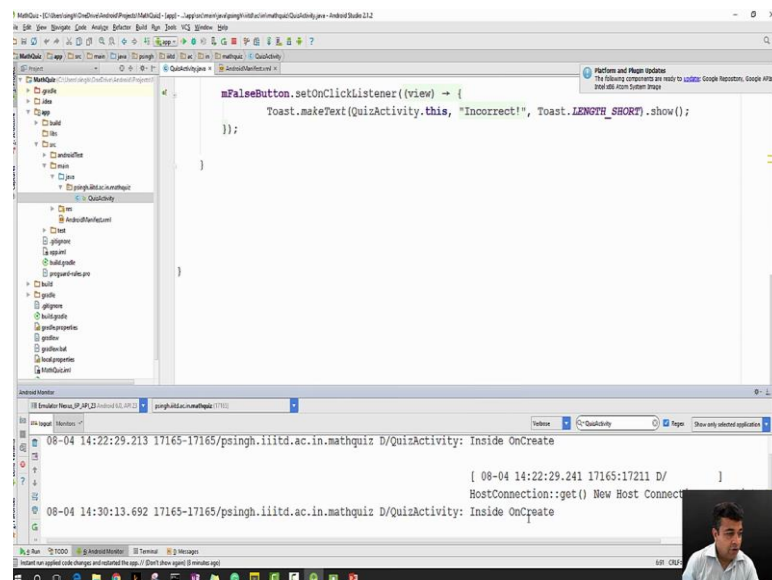 MathQuiz - [C:\Users\singh\OneDrive\Android\Projects\MathQuiz] - [app] - ...\app\src\main\java\psingh\iiitd\ac\in\mathquiz\QuizActivity.java - Android Studio 2.1.2
File Edit View Navigate Code Analyze Refactor Build Run Tools VCS Window Help
MathQuiz app src main java psingh iiitd ac in mathquiz QuizActivity
QuizActivity.java × AndroidManifest.xml ×
Platform and Plugin Updates
The following components are ready to update: Google Repository, Google APIs
Intel x86 Atom System Image
MathQuiz
.gradle
.idea
app
build
libs
src
androidTest
main
java
psingh.iiitd.ac.in.mathquiz
QuizActivity
res
AndroidManifest.xml
test
.gitignore
app.iml
build.gradle
proguard-rules.pro
build
gradle
.gitignore
build.gradle
gradle.properties
gradlew
gradlew.bat
local.properties
MathQuiz.iml
mFalseButton.setOnClickListener((view) → {
Toast.makeText(QuizActivity.this, "Incorrect!", Toast.LENGTH_SHORT).show();
});
}
}
Android Monitor
Emulator Nexus_5P_API_23 Android 6.0, API 23 psingh.iiitd.ac.in.mathquiz (17165)
logcat Monitors Verbose QuizActivity Regex Show only selected application
08-04 14:22:29.213 17165-17165/psingh.iiitd.ac.in.mathquiz D/QuizActivity: Inside OnCreate
[ 08-04 14:22:29.241 17165:17211 D/ ]
HostConnection::get() New Host Connect
08-04 14:30:13.692 17165-17165/psingh.iiitd.ac.in.mathquiz D/QuizActivity: Inside OnCreate
Run TODO 6: Android Monitor Terminal 0: Messages
Instant run applied code changes and restarted the app. // (Don't show again) (8 minutes ago)